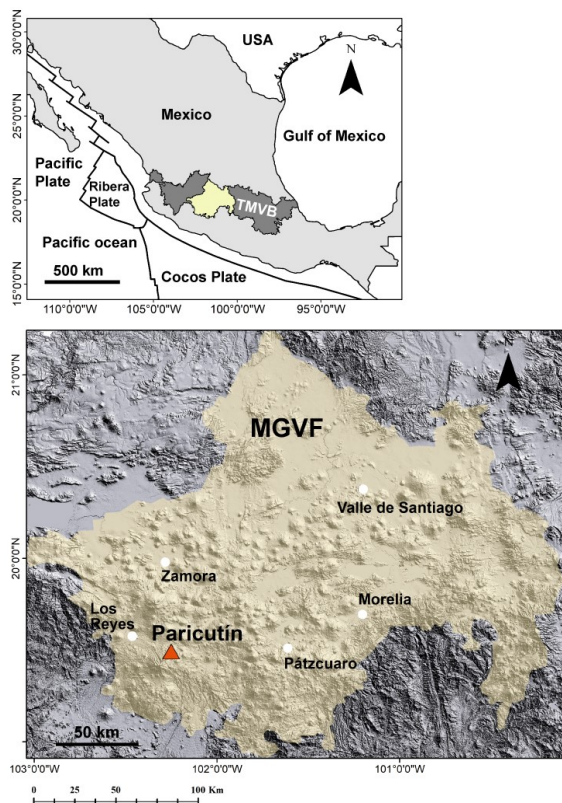 30°0'0"N
25°0'0"N
20°0'0"N
15°0'0"N
USA
N
Mexico
Gulf of Mexico
Pacific
Plate
Ribera
Plate
TMVB
Pacific ocean
Cocos Plate
500 km
110°0'0"W
105°0'0"W
100°0'0"W
95°0'0"W
21°0'0"N
20°0'0"N
MGVF
Valle de Santiago
Zamora
Morelia
Los
Reyes
Paricutín
Pátzcuaro
50 km
103°0'0"W
102°0'0"W
101°0'0"W
0 25 50 100 Km